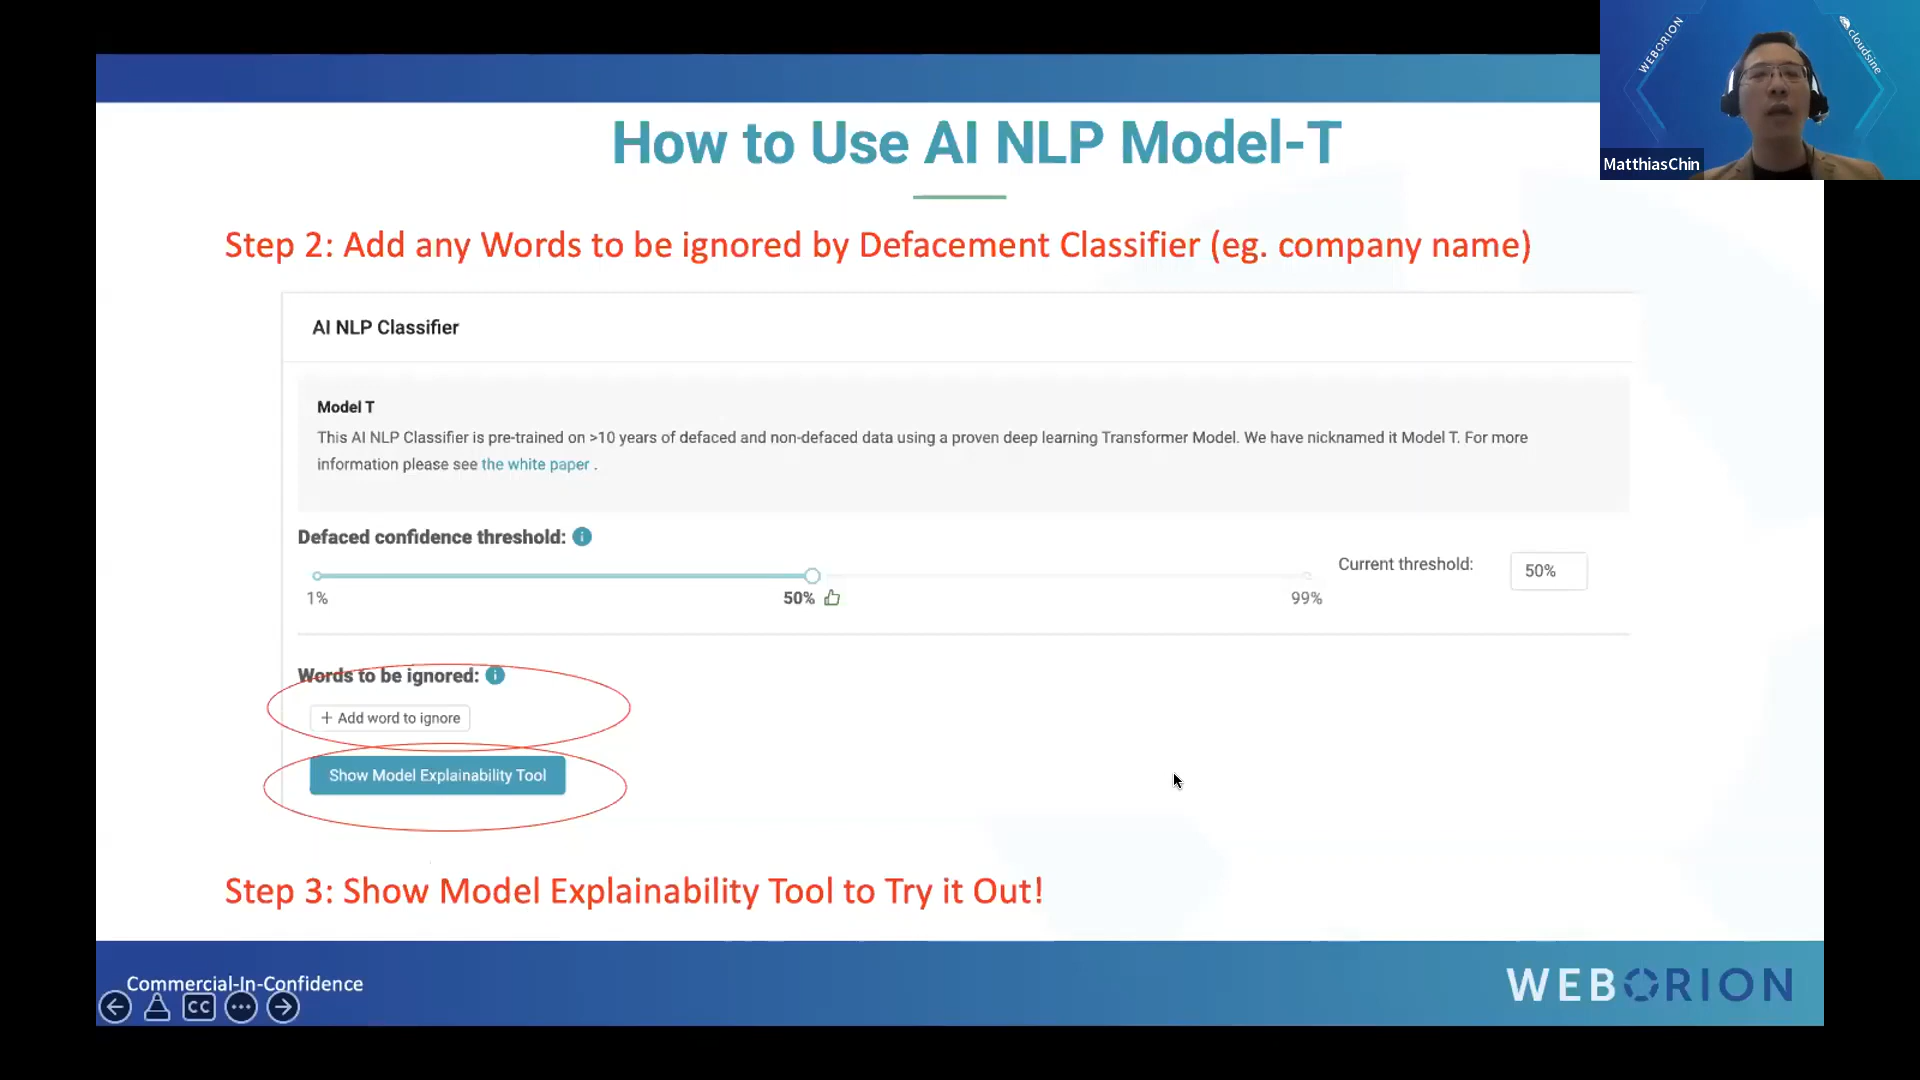 WEBORION
cloudsine
MatthiasChin
How to Use AI NLP Model-T
Step 2: Add any Words to be ignored by Defacement Classifier (eg. company name)
AI NLP Classifier
Model T
This AI NLP Classifier is pre-trained on >10 years of defaced and non-defaced data using a proven deep learning Transformer Model. We have nicknamed it Model T. For more
information please see the white paper .
Defaced confidence threshold: i
Current threshold: 50%
1% 50% 99%
Words to be ignored: i
+ Add word to ignore
Show Model Explainability Tool
Step 3: Show Model Explainability Tool to Try it Out!
Commercial-In-Confidence
CC
WEBORION